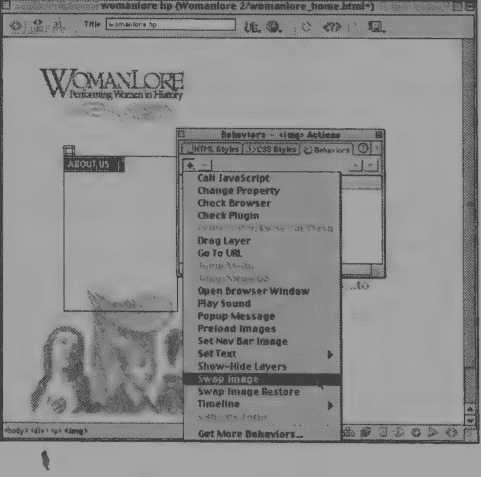 womanlore hp (Womanlore 2/womanlore_home.html*)
Title womanlore hp
WOMANLORE
Performing Women in History
Behaviors - <img> Actions
HTML Styles CSS Styles Behaviors
ABOUT US
Call JavaScript
Change Property
Check Browser
Check Plugin
Drag Layer
Go To URL
Open Browser Window
Play Sound
Popup Message
Preload Images
Set Nav Bar Image
Set Text
Show-Hide Layers
Swap Image
Swap Image Restore
Timeline
Get More Behaviors...
<body> <div> <p> <img>